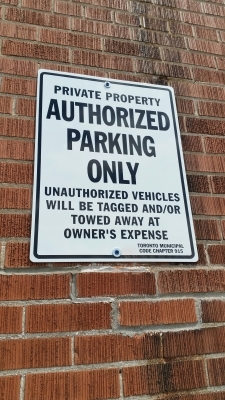 PRIVATE PROPERTY
AUTHORIZED
PARKING
ONLY
UNAUTHORIZED VEHICLES
WILL BE TAGGED AND/OR
TOWED AWAY AT
OWNER'S EXPENSE
TORONTO MUNICIPAL
CODE CHAPTER 915